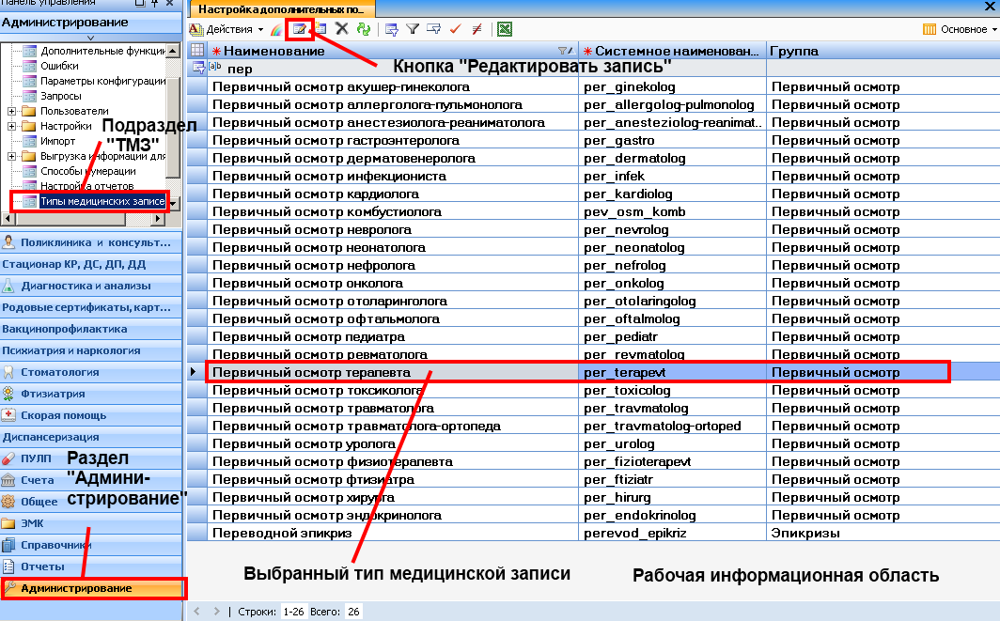 Панель управления
Администрирование
Дополнительные функции
Ошибки
Параметры конфигурации
Запросы
Пользователи
Настройки
Импорт
Выгрузка информации для
Способы нумерации
Настройка отчетов
Типы медицинских записе
Подраздел
"ТМЗ"
Поликлиника и консульт...
Стационар КР, ДС, ДП, ДД
Диагностика и анализы
Родовые сертификаты, карт...
Вакцинопрофилактика
Психиатрия и наркология
Стоматология
Фтизиатрия
Скорая помощь
Диспансеризация
ПУЛП
Счета
Общее
ЭМК
Справочники
Отчеты
Администрирование
Раздел
"Админи-
стрирование"
Настройка дополнительных по...
Действия
Основное
Кнопка "Редактировать запись"
Наименование Системное наименован... Группа
пер
Первичный осмотр акушер-гинеколога per_ginekolog Первичный осмотр
Первичный осмотр аллерголога-пульмонолога per_allergolog-pulmonolog Первичный осмотр
Первичный осмотр анестезиолога-реаниматолога per_anesteziolog-reanimat... Первичный осмотр
Первичный осмотр гастроэнтеролога per_gastro Первичный осмотр
Первичный осмотр дерматовенеролога per_dermatolog Первичный осмотр
Первичный осмотр инфекциониста per_infek Первичный осмотр
Первичный осмотр кардиолога per_kardiolog Первичный осмотр
Первичный осмотр комбустиолога pev_osm_komb Первичный осмотр
Первичный осмотр невролога per_nevrolog Первичный осмотр
Первичный осмотр неонатолога per_neonatolog Первичный осмотр
Первичный осмотр нефролога per_nefrolog Первичный осмотр
Первичный осмотр онколога per_onkolog Первичный осмотр
Первичный осмотр отоларинголога per_otolaringolog Первичный осмотр
Первичный осмотр офтальмолога per_oftalmolog Первичный осмотр
Первичный осмотр педиатра per_pediatr Первичный осмотр
Первичный осмотр ревматолога per_revmatolog Первичный осмотр
Первичный осмотр терапевта per_terapevt Первичный осмотр
Первичный осмотр токсиколога per_toxicolog Первичный осмотр
Первичный осмотр травматолога per_travmatolog Первичный осмотр
Первичный осмотр травматолога-ортопеда per_travmatolog-ortoped Первичный осмотр
Первичный осмотр уролога per_urolog Первичный осмотр
Первичный осмотр физиотерапевта per_fizioterapevt Первичный осмотр
Первичный осмотр фтизиатра per_ftiziatr Первичный осмотр
Первичный осмотр хирурга per_hirurg Первичный осмотр
Первичный осмотр эндокринолога per_endokrinolog Первичный осмотр
Переводной эпикриз perevod_epikriz Эпикризы
Выбранный тип медицинской записи
Рабочая информационная область
Строки: 1-26 Всего: 26